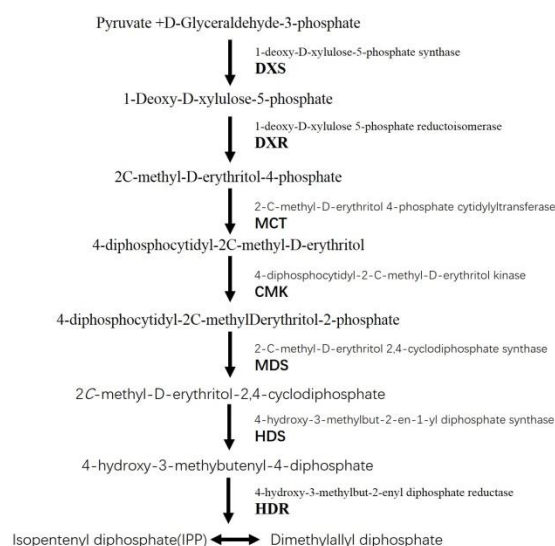 Pyruvate +D-Glyceraldehyde-3-phosphate
1-deoxy-D-xylulose-5-phosphate synthase
DXS
1-Deoxy-D-xylulose-5-phosphate
1-deoxy-D-xylulose 5-phosphate reductoisomerase
DXR
2C-methyl-D-erythritol-4-phosphate
2-C-methyl-D-erythritol 4-phosphate cytidylyltransferase
MCT
4-diphosphocytidyl-2C-methyl-D-erythritol
4-diphosphocytidyl-2-C-methyl-D-erythritol kinase
CMK
4-diphosphocytidyl-2C-methylDerythritol-2-phosphate
2-C-methyl-D-erythritol 2,4-cyclodiphosphate synthase
MDS
2C-methyl-D-erythritol-2,4-cyclodiphosphate
4-hydroxy-3-methylbut-2-en-1-yl diphosphate synthase
HDS
4-hydroxy-3-methybutenyl-4-diphosphate
4-hydroxy-3-methylbut-2-enyl diphosphate reductase
HDR
Isopentenyl diphosphate(IPP) Dimethylallyl diphosphate